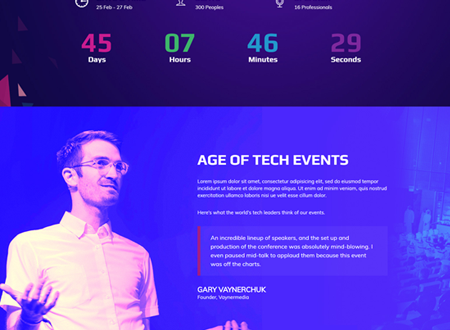 25 Feb - 27 Feb 300 Peoples 16 Professionals
45 07 46 29
Days Hours Minutes Seconds
AGE OF TECH EVENTS
Lorem ipsum dolor sit amet, consectetur adipisicing elit, sed do eiusmod tempor
incididunt ut labore et dolore magna aliqua. Ut enim ad minim veniam, quis nostrud
laboris nisi ut velit esse cillum dolor.
Here's what the world's tech leaders think of our events.
An incredible lineup of speakers, and the set up and
production of the conference was absolutely mind-blowing. I
even paused mid-talk to applaud them because this event
was off the charts.
GARY VAYNERCHUK
Founder, Vaynermedia